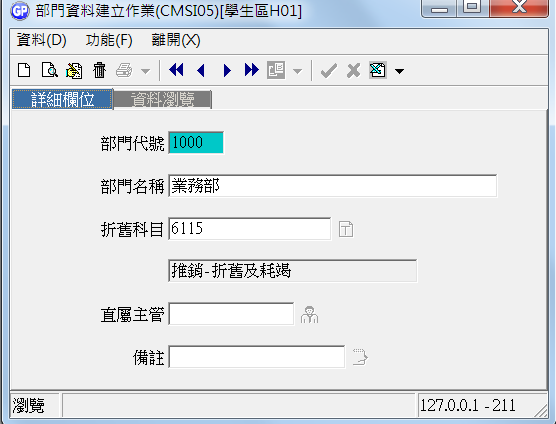 GP 部門資料建立作業(CMSI05)[學生區H01]
資料(D) 功能(F) 離開(X)
詳細欄位 資料瀏覽
部門代號 1000
部門名稱 業務部
折舊科目 6115
推銷-折舊及耗竭
直屬主管
備註
瀏覽 127.0.0.1 - 211